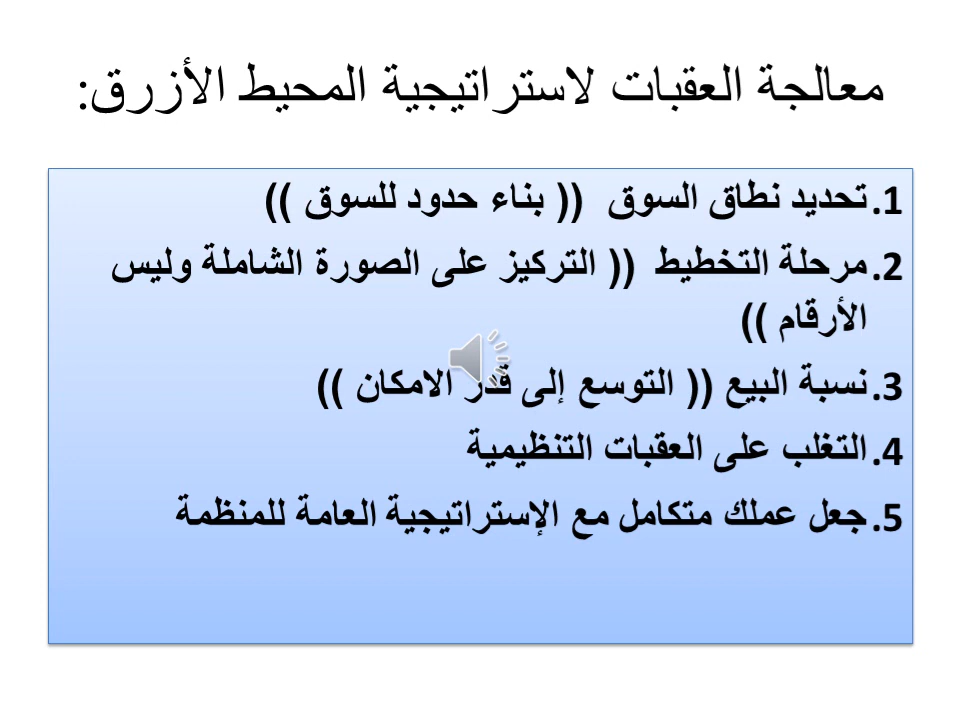 معالجة العقبات لاستراتيجية المحيط الأزرق:
1. تحديد نطاق السوق (( بناء حدود للسوق ))
2. مرحلة التخطيط (( التركيز على الصورة الشاملة وليس
الأرقام ))
3. نسبة البيع (( التوسع إلى قدر الامكان ))
4. التغلب على العقبات التنظيمية
5. جعل عملك متكامل مع الإستراتيجية العامة للمنظمة